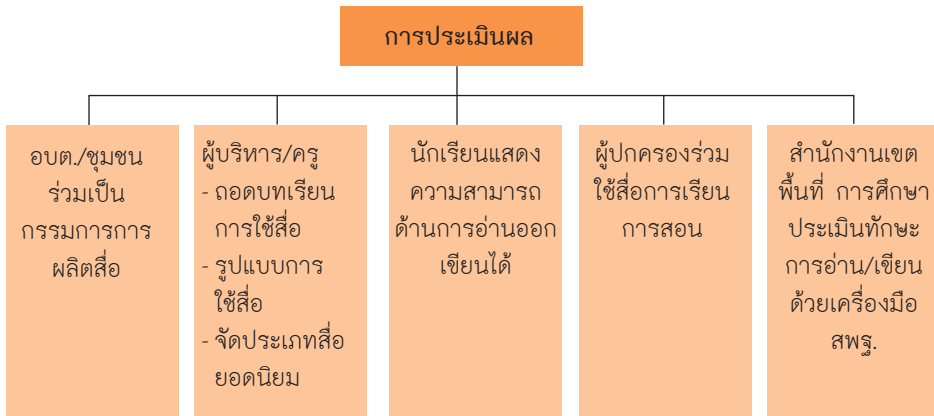 การประเมินผล
อบต./ชุมชน
ร่วมเป็น
กรรมการการ
ผลิตสื่อ
ผู้บริหาร/ครู
- ถอดบทเรียน
การใช้สื่อ
- รูปแบบการ
ใช้สื่อ
- จัดประเภทสื่อ
ยอดนิยม
นักเรียนแสดง
ความสามารถ
ด้านการอ่านออก
เขียนได้
ผู้ปกครองร่วม
ใช้สื่อการเรียน
การสอน
สำนักงานเขต
พื้นที่ การศึกษา
ประเมินทักษะ
การอ่าน/เขียน
ด้วยเครื่องมือ
สพฐ.